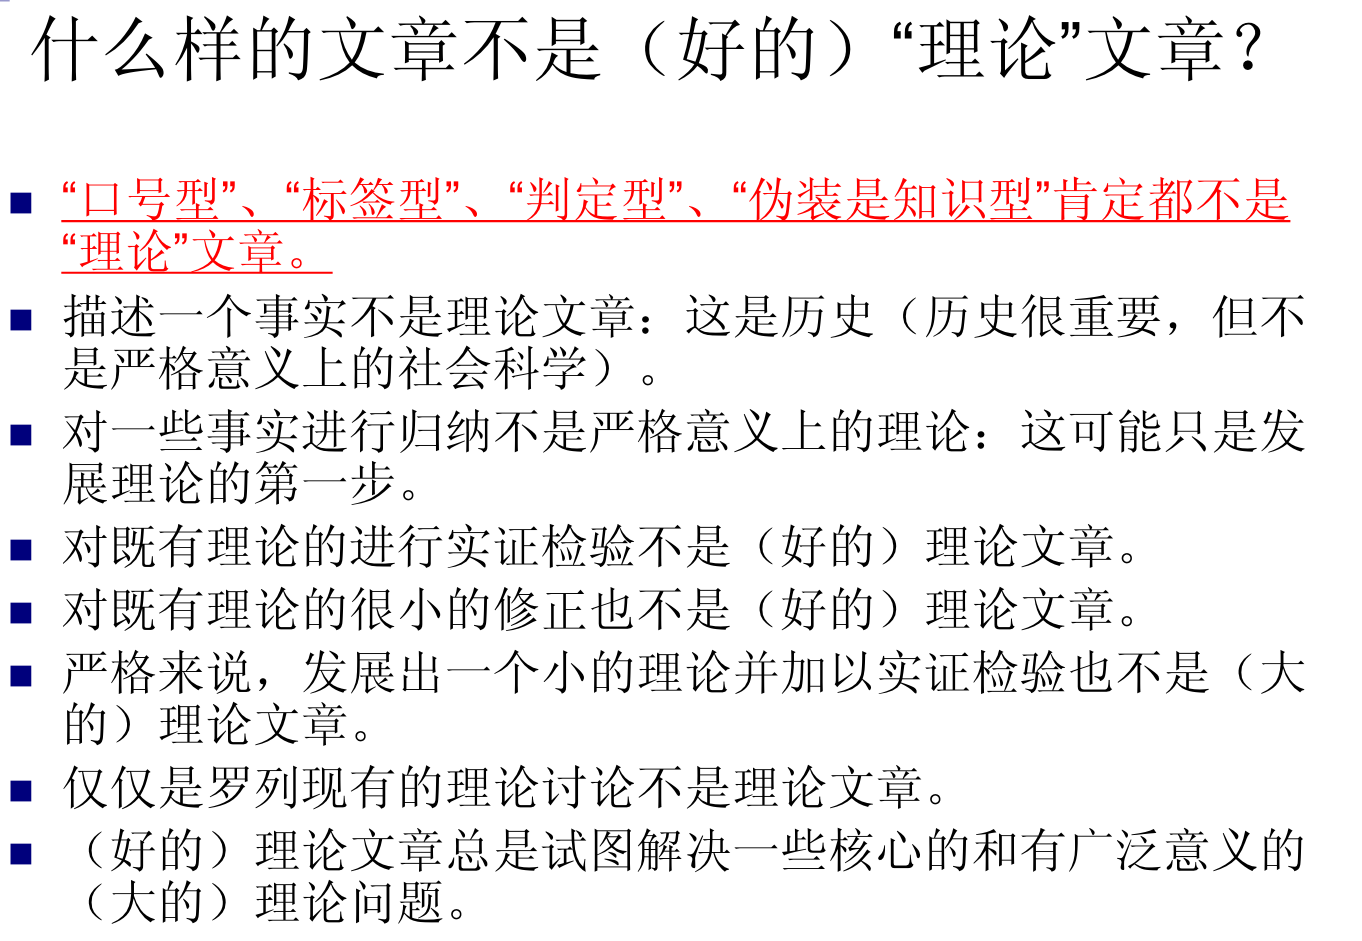 什么样的文章不是（好的）“理论”文章？
“口号型”、“标签型”、“判定型”、“伪装是知识型”肯定都不是
“理论”文章。
描述一个事实不是理论文章：这是历史（历史很重要，但不
是严格意义上的社会科学）。
对一些事实进行归纳不是严格意义上的理论：这可能只是发
展理论的第一步。
对既有理论的进行实证检验不是（好的）理论文章。
对既有理论的很小的修正也不是（好的）理论文章。
严格来说，发展出一个小的理论并加以实证检验也不是（大
的）理论文章。
仅仅是罗列现有的理论讨论不是理论文章。
（好的）理论文章总是试图解决一些核心的和有广泛意义的
（大的）理论问题。